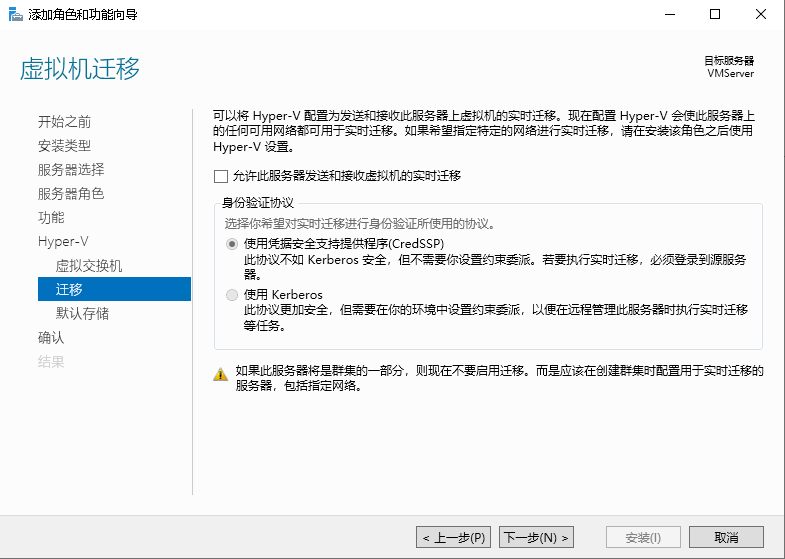 添加角色和功能向导
虚拟机迁移
目标服务器
VMServer
开始之前
安装类型
服务器选择
服务器角色
功能
Hyper-V
虚拟交换机
迁移
默认存储
确认
结果
可以将 Hyper-V 配置为发送和接收此服务器上虚拟机的实时迁移。现在配置 Hyper-V 会使此服务器上
的任何可用网络都可用于实时迁移。如果希望指定特定的网络进行实时迁移，请在安装该角色之后使用
Hyper-V 设置。
允许此服务器发送和接收虚拟机的实时迁移
身份验证协议
选择你希望对实时迁移进行身份验证所使用的协议。
使用凭据安全支持提供程序(CredSSP)
此协议不如 Kerberos 安全，但不需要你设置约束委派。若要执行实时迁移，必须登录到源服务
器。
使用 Kerberos
此协议更加安全，但需要在你的环境中设置约束委派，以便在远程管理此服务器时执行实时迁移
等任务。
如果此服务器将是群集的一部分，则现在不要启用迁移。而是应该在创建群集时配置用于实时迁移的
服务器，包括指定网络。
< 上一步(P)
下一步(N) >
安装(I)
取消